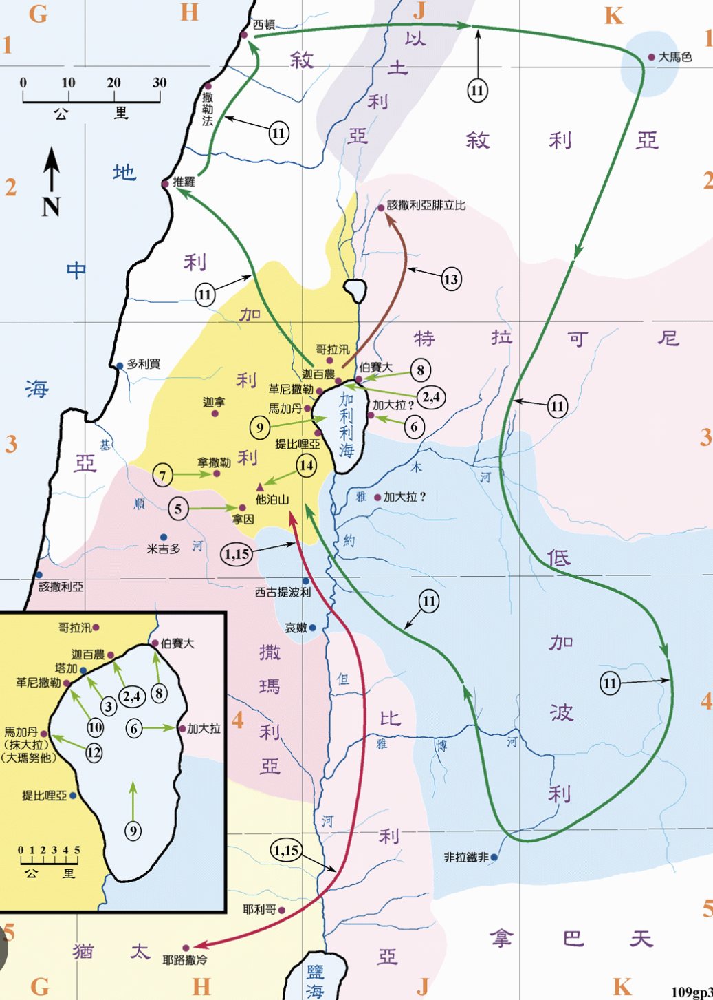 G
H
J
K
1
西頓
以
1
敘
土
大馬色
11
0 10 20 30
公 里
撒勒法
利
11
亞
敘 利 亞
地
2
推羅
2
N
該撒利亞腓立比
中
利
13
11
加
特 拉 可 尼
哥拉汛
多利買
伯賽大
8
迦百農
海
利
革尼撒勒
2,4
迦拿
馬加丹
加利利海
加大拉?
11
9
6
3
基
提比哩亞
3
亞
利
拿撒勒
14
木
7
河
他泊山
雅
加大拉?
順
5
拿因
米吉多
河
約
1,15
低
該撒利亞
西古提波利
11
哀嫩
哥拉汛
伯賽大
加
迦百農
撒
塔加
但
革尼撒勒
瑪
11
2,4
8
3
4
波
4
10
6
加大拉
比
馬加丹
(抹大拉)
(大瑪努他)
利
雅 博 河
12
亞
提比哩亞
利
河
9
利
0 1 2 3 4 5
1,15
非拉鐵非
公 里
耶利哥
5
5
猶 太
耶路撒冷
亞
拿 巴 天
鹽海
G
H
J
K
109gp3